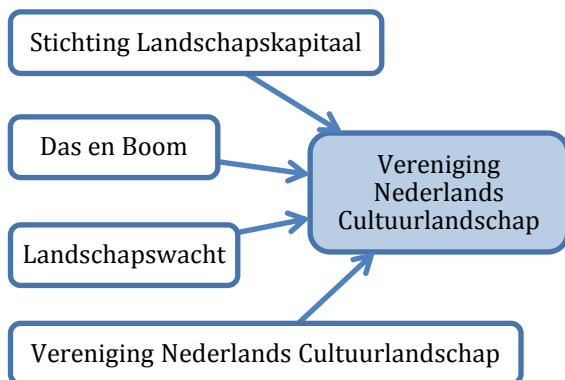 Stichting Landschapskapitaal
Das en Boom
Vereniging
Nederlands
Cultuurlandschap
Landschapswacht
Vereniging Nederlands Cultuurlandschap